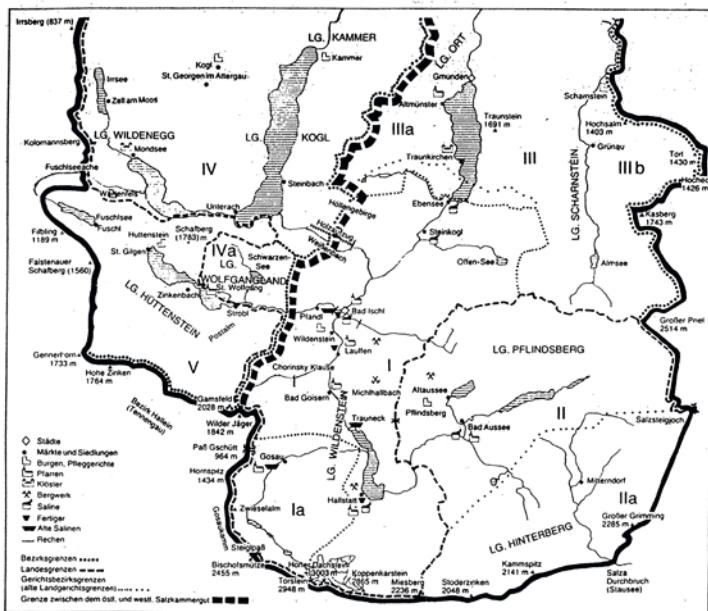 Irrsberg (837 m)
LG. KAMMER
Kammer
Kogl
St. Georgen im Attergau
LG. ORT
Gmunden
Irrsee
Zell am Moos
Altmünster
Scharnstein
Traunstein
1691 m
Hochsalm
1403 m
Kolomannsberg
LG. WILDENEGG
Mondsee
LG.
KOGL
IIIa
III
Grünau
IIIb
Torl
1430 m
Hochec
1426 m
Fuschlseeache
IV
Traunkirchen
Steinbach
Wartenfels
Unterach
Höllengebirge
Ebensee
LG. SCHARNSTEIN
Kasberg
1743 m
Fuschlsee
Fuschl
Filbling
1189 m
Hüttenstein
Schafberg
(1783)
Steinkogl
Faistenauer
Schafberg (1560)
St. Gilgen
IVa
LG.
Schwarzen-
See
WOLFGANGLAND
St. Wolfgang
Offen-See
Almsee
Zinkenbach
Strobl
LG. HÜTTENSTEIN
Postalm
Pfandl
Bad Ischl
Großer Priel
2514 m
Wildenstein
Lauffen
Gennerhorn
1733 m
Hohe Zinken
1764 m
V
Chorinsky Klause
I
LG. PFLINDSBERG
Michlhallbach
Altaussee
Bad Goisern
Pflindsberg
II
Gamsfeld
2028 m
Bezirk Hallein
(Tennengau)
Wilder Jäger
1842 m
Trauneck
Bad Aussee
Salzsteigjoch
Paß Gschütt
964 m
Gosau
LG. WILDENSTEIN
Hornspitz
1434 m
Hallstatt
Mitterndorf
IIa
Zwieselalm
Ia
Großer Grimming
2285 m
Gosaukamm
LG. HINTERBERG
Steiglpaß
Bischofsmütze
2455 m
Hoher Dachstein
3003 m
Torstein
2948 m
Koppenkarstein
2865 m
Miesberg
2236 m
Stoderzinken
2048 m
Kammspitz
2141 m
Salza
Durchbruch
(Stausee)
Städte
Märkte und Siedlungen
Burgen, Pfleggerichte
Pfarren
Klöster
Bergwerk
Saline
Fertiger
Alte Salinen
Rechen
Bezirksgrenzen
Landesgrenzen
Gerichtsbezirksgrenzen
(alte Landgerichtsgrenzen)
Grenze zwischen dem östl. und westl. Salzkammergut